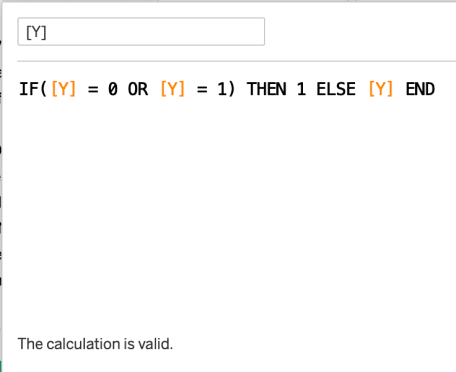 [Y]
IF([Y] = 0 OR [Y] = 1) THEN 1 ELSE [Y] END
The calculation is valid.